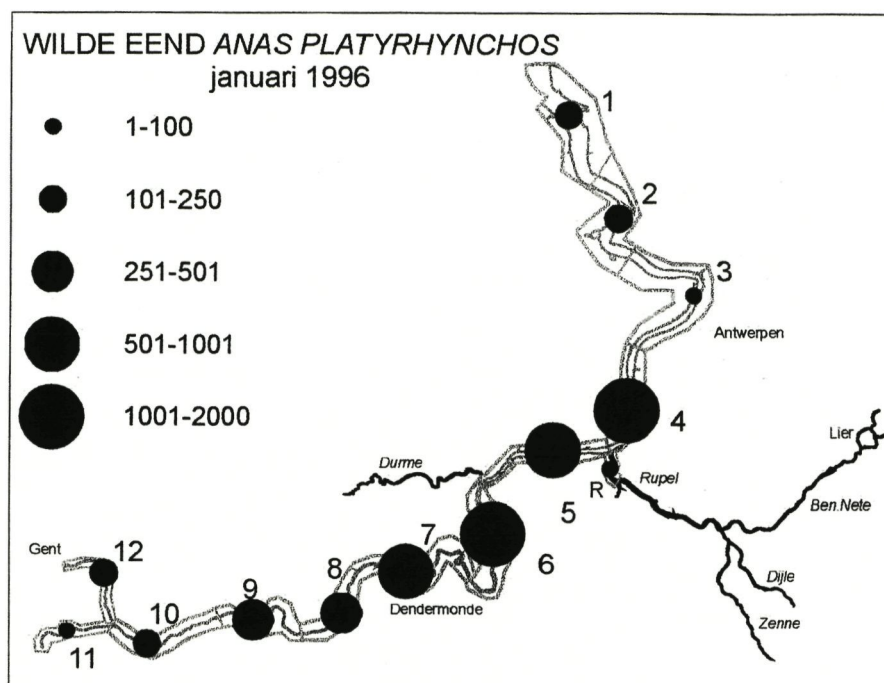 WILDE EEND ANAS PLATYRHYNCHOS
januari 1996
1-100
101-250
251-501
501-1001
1001-2000
1
2
3
Antwerpen
4
Lier
Durme
R
Rupel
5
Ben.Nete
Gent
12
7
6
8
9
Dendermonde
Dijle
10
Zenne
11